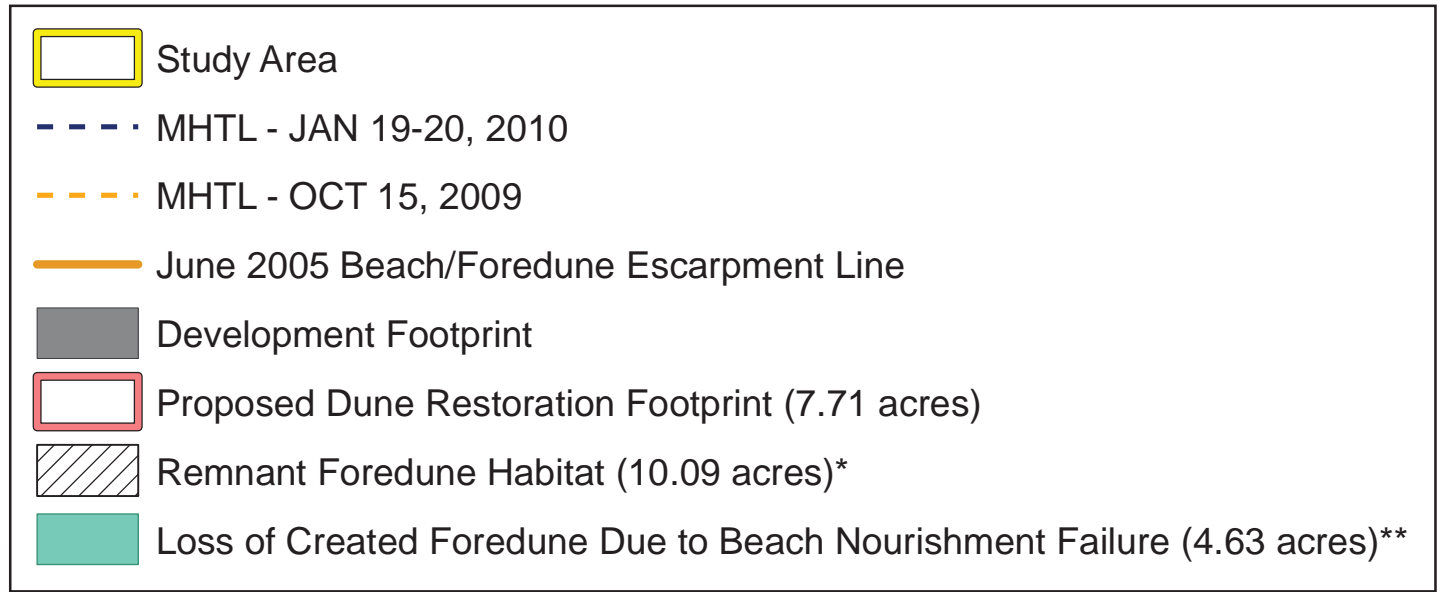 Study Area
MHTL - JAN 19-20, 2010
MHTL - OCT 15, 2009
June 2005 Beach/Foredune Escarpment Line
Development Footprint
Proposed Dune Restoration Footprint (7.71 acres)
Remnant Foredune Habitat (10.09 acres)*
Loss of Created Foredune Due to Beach Nourishment Failure (4.63 acres)**